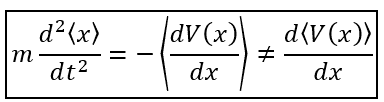 m d²⟨x⟩/dt² = −⟨dV(x)/dx⟩ ≠ d⟨V(x)⟩/dx